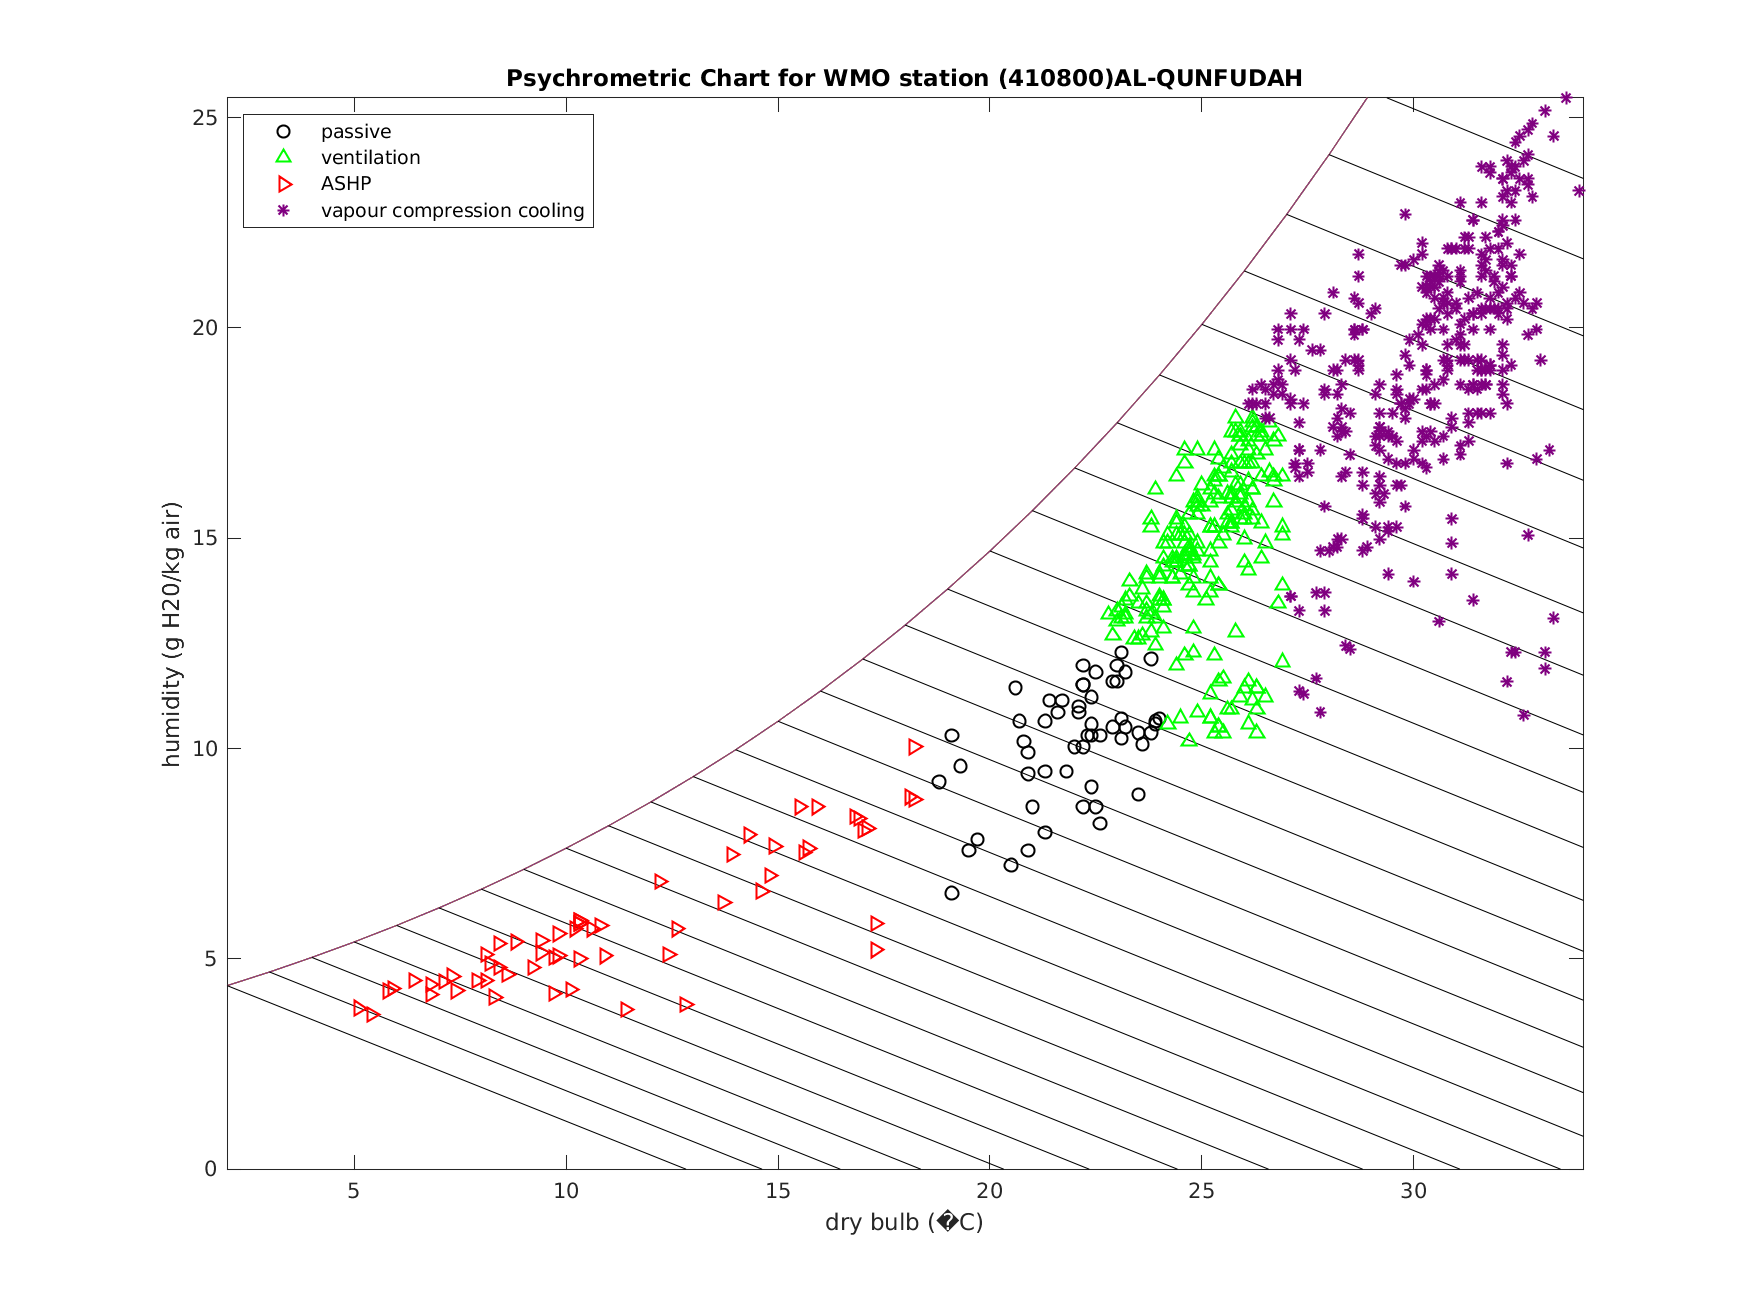 Psychrometric Chart for WMO station (410800)AL-QUNFUDAH
passive
ventilation
ASHP
vapour compression cooling
humidity (g H20/kg air)
25
20
15
10
5
0
5 10 15 20 25 30
dry bulb (�C)